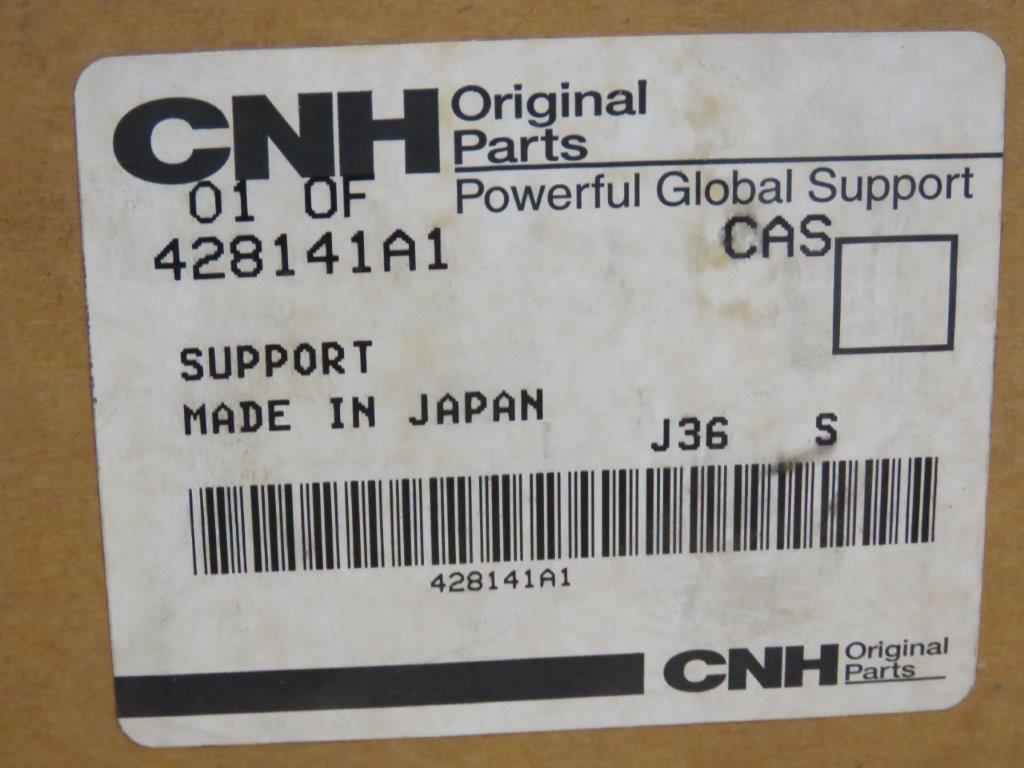 CNH Original
Parts
Powerful Global Support
01 OF
CAS
428141A1
SUPPORT
MADE IN JAPAN
J36 S
428141A1
CNH Original
Parts